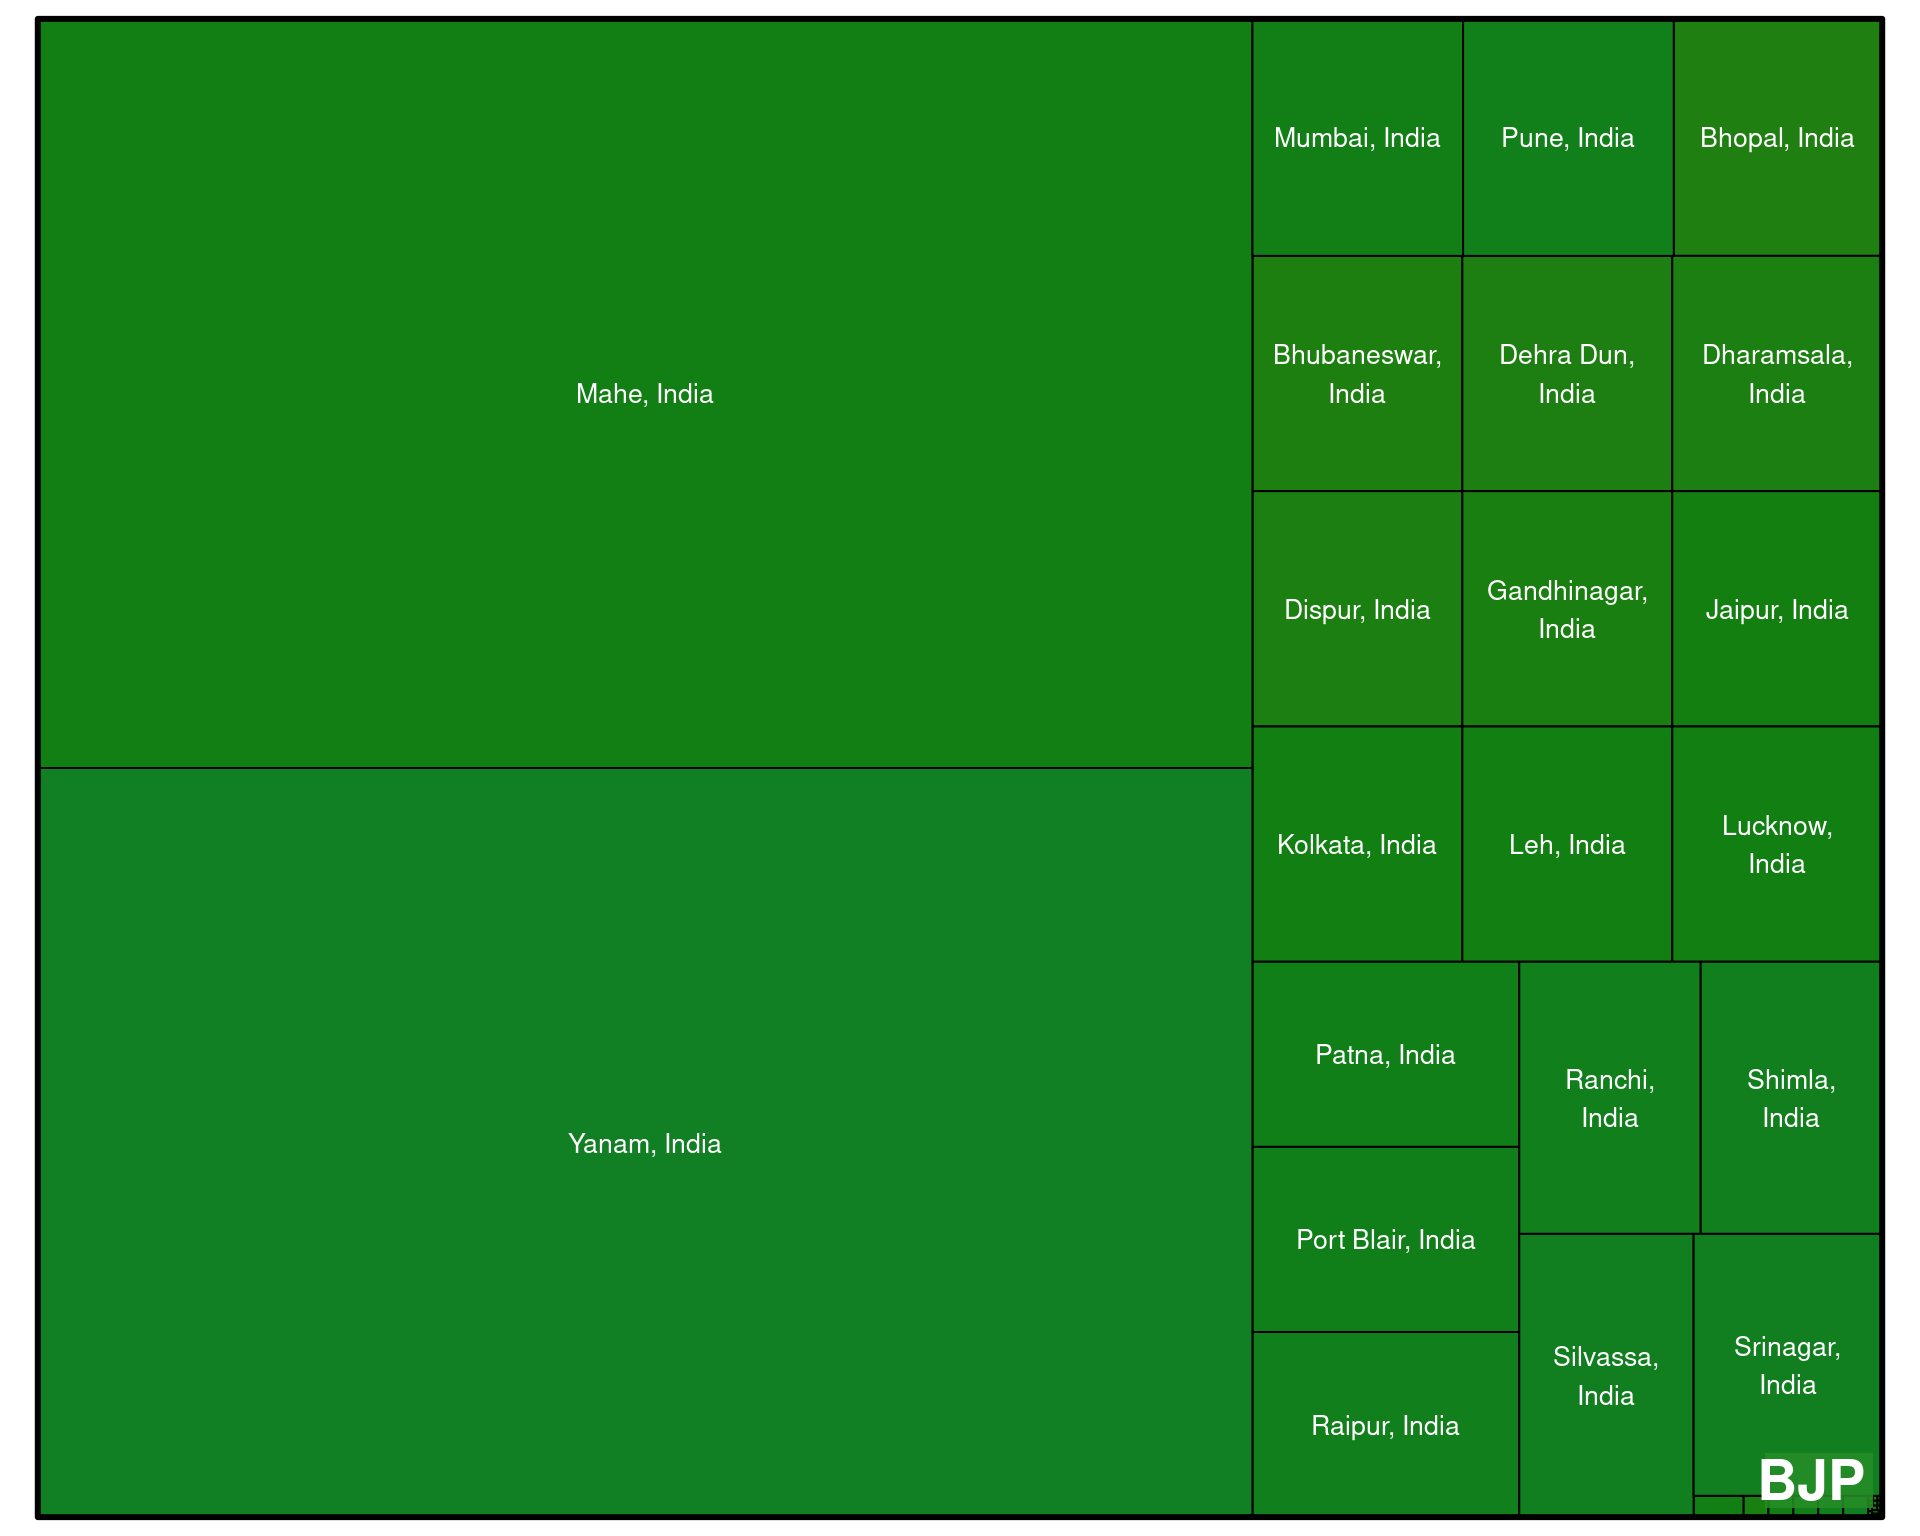 Mahe, India
Yanam, India
Mumbai, India
Pune, India
Bhopal, India
Bhubaneswar,
India
Dehra Dun,
India
Dharamsala,
India
Dispur, India
Gandhinagar,
India
Jaipur, India
Kolkata, India
Leh, India
Lucknow,
India
Patna, India
Port Blair, India
Raipur, India
Ranchi,
India
Shimla,
India
Silvassa,
India
Srinagar,
India
BJP